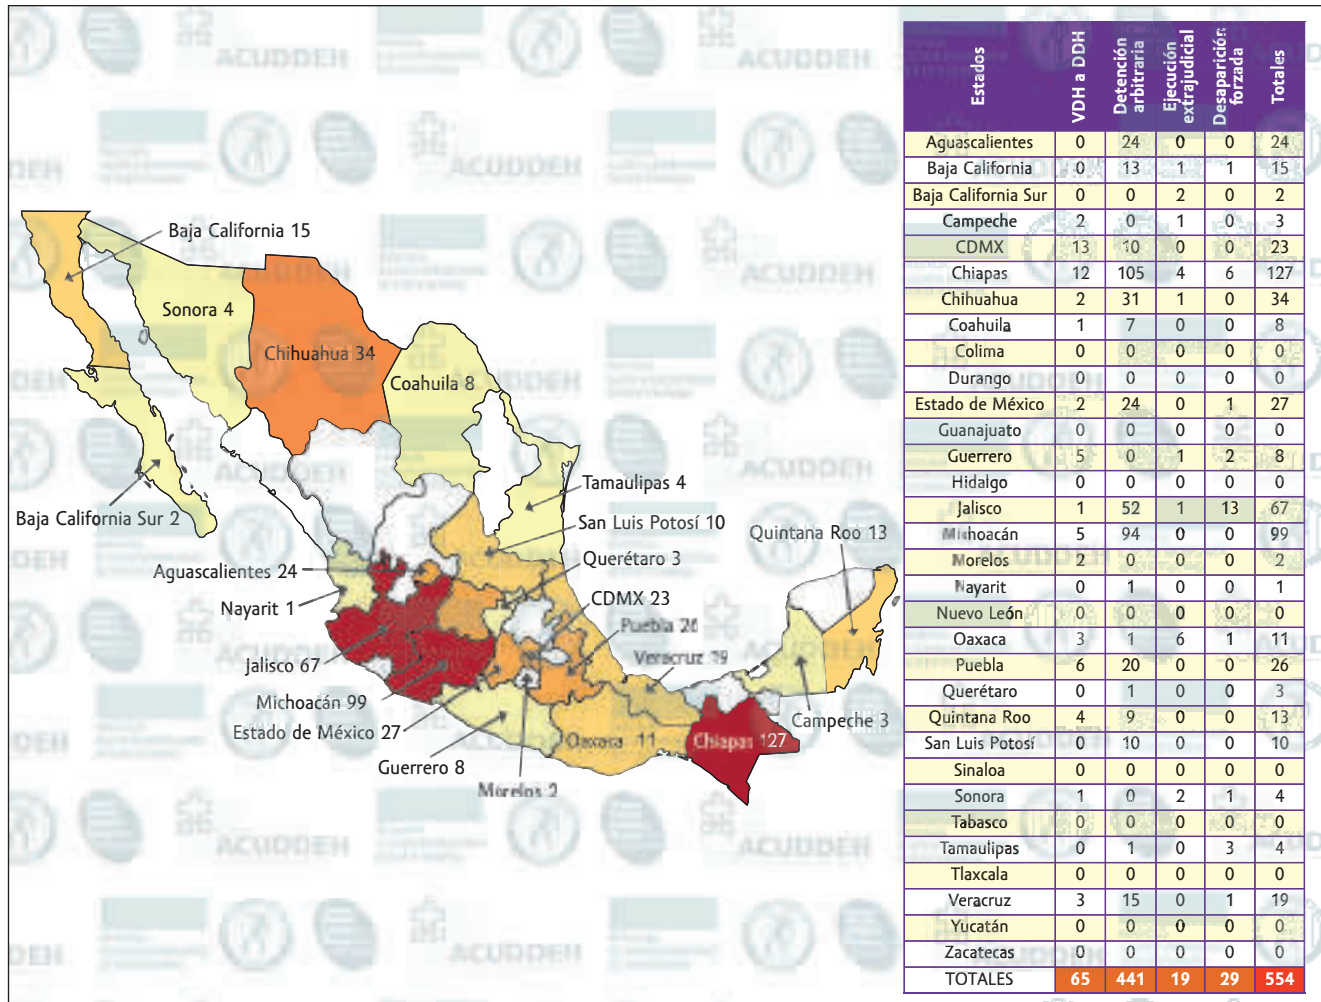 Baja California 15
Sonora 4
Chihuahua 34
Coahuila 8
Baja California Sur 2
Tamaulipas 4
San Luis Potosí 10
Quintana Roo 13
Querétaro 3
Aguascalientes 24
CDMX 23
Nayarit 1
Puebla 26
Veracruz 19
Jalisco 67
Michoacán 99
Campeche 3
Estado de México 27
Oaxaca 11
Chiapas 127
Guerrero 8
Morelos 2
Estados VDH a DDH Detención arbitraria Ejecución extrajudicial Desaparición forzada Totales
Aguascalientes 0 24 0 0 24
Baja California 0 13 1 1 15
Baja California Sur 0 0 2 0 2
Campeche 2 0 1 0 3
CDMX 13 10 0 0 23
Chiapas 12 105 4 6 127
Chihuahua 2 31 1 0 34
Coahuila 1 7 0 0 8
Colima 0 0 0 0 0
Durango 0 0 0 0 0
Estado de México 2 24 0 1 27
Guanajuato 0 0 0 0 0
Guerrero 5 0 1 2 8
Hidalgo 0 0 0 0 0
Jalisco 1 52 1 13 67
Michoacán 5 94 0 0 99
Morelos 2 0 0 0 2
Nayarit 0 1 0 0 1
Nuevo León 0 0 0 0 0
Oaxaca 3 1 6 1 11
Puebla 6 20 0 0 26
Querétaro 0 1 0 0 3
Quintana Roo 4 9 0 0 13
San Luis Potosí 0 10 0 0 10
Sinaloa 0 0 0 0 0
Sonora 1 0 2 1 4
Tabasco 0 0 0 0 0
Tamaulipas 0 1 0 3 4
Tlaxcala 0 0 0 0 0
Veracruz 3 15 0 1 19
Yucatán 0 0 0 0 0
Zacatecas 0 0 0 0 0
TOTALES 65 441 19 29 554
ACUDDEH